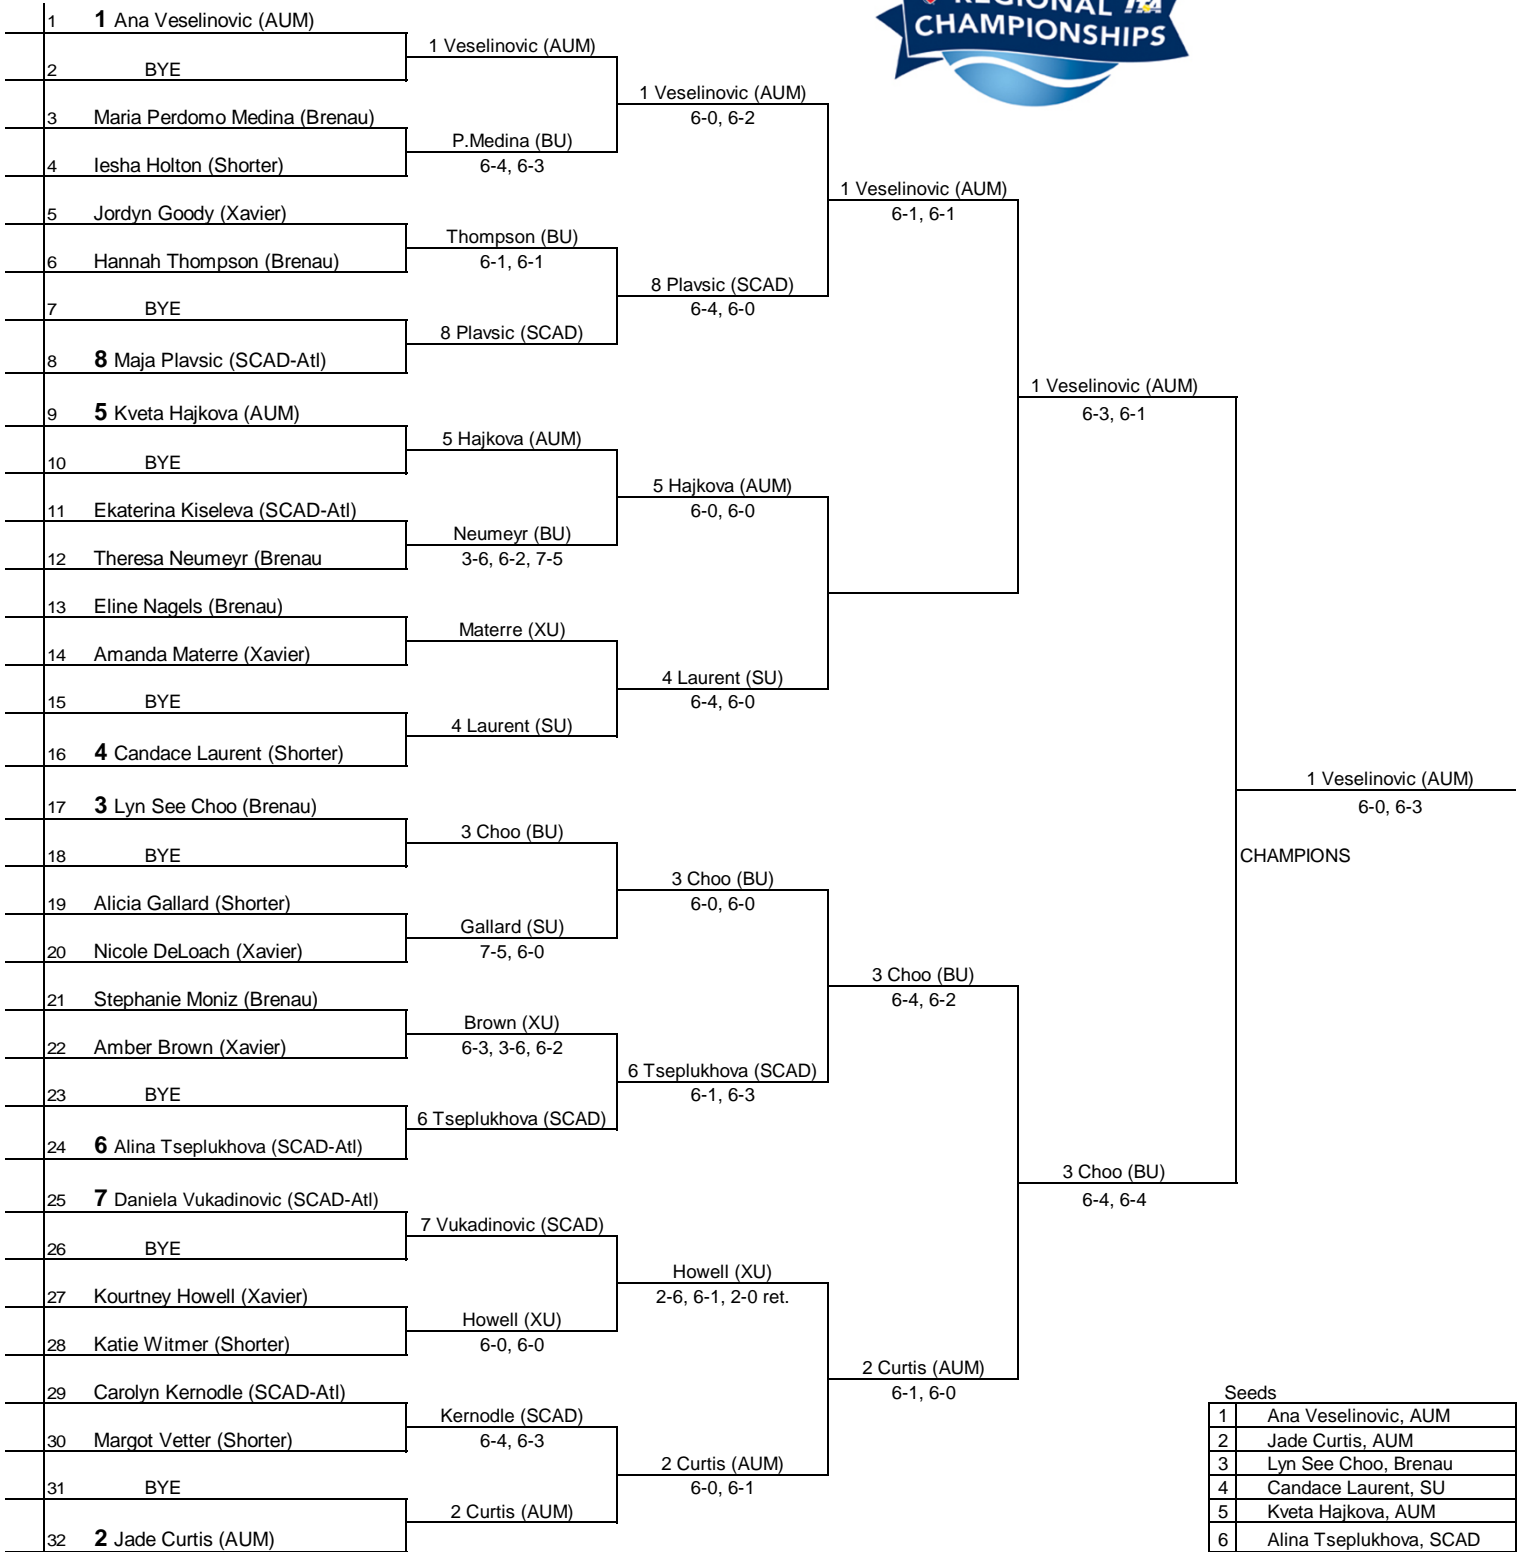 REGIONAL ITA
CHAMPIONSHIPS
1 1 Ana Veselinovic (AUM)
2 BYE
3 Maria Perdomo Medina (Brenau)
4 Iesha Holton (Shorter)
5 Jordyn Goody (Xavier)
6 Hannah Thompson (Brenau)
7 BYE
8 8 Maja Plavsic (SCAD-Atl)
9 5 Kveta Hajkova (AUM)
10 BYE
11 Ekaterina Kiseleva (SCAD-Atl)
12 Theresa Neumeyr (Brenau
13 Eline Nagels (Brenau)
14 Amanda Materre (Xavier)
15 BYE
16 4 Candace Laurent (Shorter)
17 3 Lyn See Choo (Brenau)
18 BYE
19 Alicia Gallard (Shorter)
20 Nicole DeLoach (Xavier)
21 Stephanie Moniz (Brenau)
22 Amber Brown (Xavier)
23 BYE
24 6 Alina Tseplukhova (SCAD-Atl)
25 7 Daniela Vukadinovic (SCAD-Atl)
26 BYE
27 Kourtney Howell (Xavier)
28 Katie Witmer (Shorter)
29 Carolyn Kernodle (SCAD-Atl)
30 Margot Vetter (Shorter)
31 BYE
32 2 Jade Curtis (AUM)
1 Veselinovic (AUM)
P.Medina (BU)
6-4, 6-3
Thompson (BU)
6-1, 6-1
8 Plavsic (SCAD)
5 Hajkova (AUM)
Neumeyr (BU)
3-6, 6-2, 7-5
Materre (XU)
4 Laurent (SU)
3 Choo (BU)
Gallard (SU)
7-5, 6-0
Brown (XU)
6-3, 3-6, 6-2
6 Tseplukhova (SCAD)
7 Vukadinovic (SCAD)
Howell (XU)
6-0, 6-0
Kernodle (SCAD)
6-4, 6-3
2 Curtis (AUM)
1 Veselinovic (AUM)
6-0, 6-2
8 Plavsic (SCAD)
6-4, 6-0
5 Hajkova (AUM)
6-0, 6-0
4 Laurent (SU)
6-4, 6-0
3 Choo (BU)
6-0, 6-0
6 Tseplukhova (SCAD)
6-1, 6-3
Howell (XU)
2-6, 6-1, 2-0 ret.
2 Curtis (AUM)
6-0, 6-1
1 Veselinovic (AUM)
6-1, 6-1
3 Choo (BU)
6-4, 6-2
2 Curtis (AUM)
6-1, 6-0
1 Veselinovic (AUM)
6-3, 6-1
3 Choo (BU)
6-4, 6-4
1 Veselinovic (AUM)
6-0, 6-3
CHAMPIONS
Seeds
1 Ana Veselinovic, AUM
2 Jade Curtis, AUM
3 Lyn See Choo, Brenau
4 Candace Laurent, SU
5 Kveta Hajkova, AUM
6 Alina Tseplukhova, SCAD